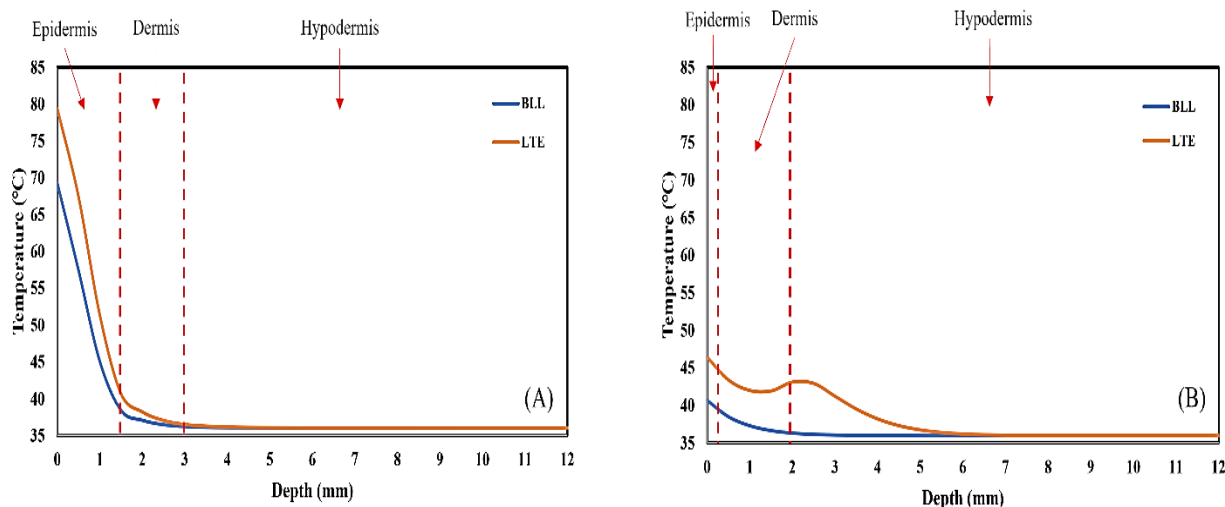 Epidermis
Dermis
Hypodermis
85
80
75
70
65
60
55
50
45
40
35
Temperature (°C)
BLL
LTE
(A)
0 1 2 3 4 5 6 7 8 9 10 11 12
Depth (mm)
Epidermis
Dermis
Hypodermis
85
80
75
70
65
60
55
50
45
40
35
Temperature (°C)
BLL
LTE
(B)
0 1 2 3 4 5 6 7 8 9 10 11 12
Depth (mm)